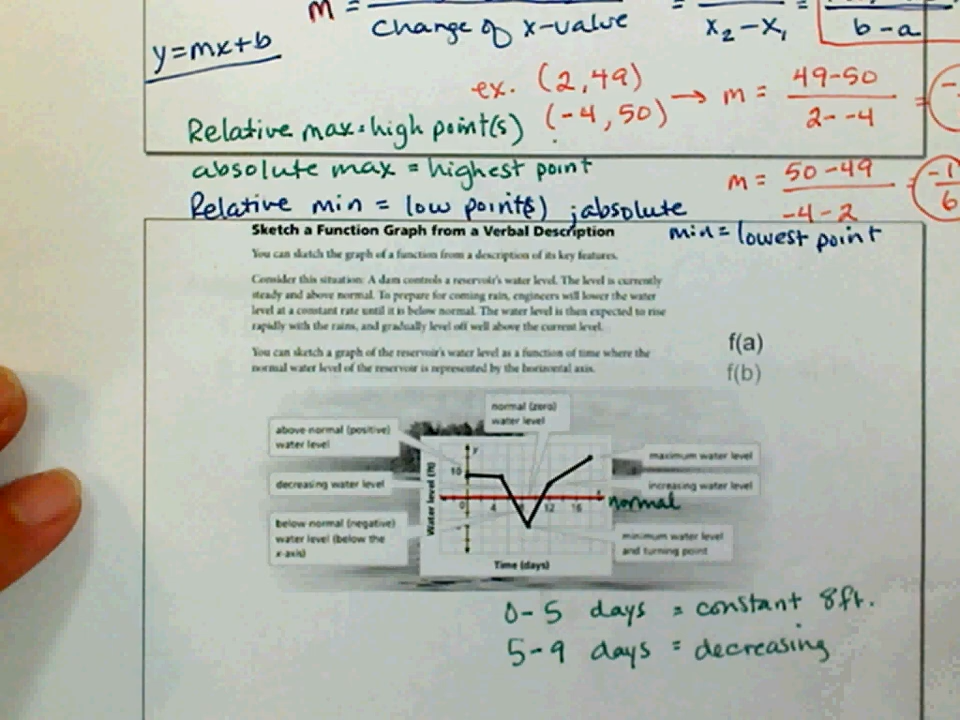 m =
Change of x-value
=
x₂-x₁
=
b-a
y=mx+b
ex. (2,49)
(-4,50) → m = 49-50
2--4
=
Relative max=high point(s)
absolute max = highest point
m = 50-49
-4-2
= -1
6
Relative min = low point(s) ; absolute
min=lowest point
Sketch a Function Graph from a Verbal Description
You can sketch the graph of a function from a description of its key features.
Consider this situation: A dam controls a reservoir's water level. The level is currently
steady and above normal. To prepare for coming rain, engineers will lower the water
level at a constant rate until it is below normal. The water level is then expected to rise
rapidly with the rains, and gradually level off well above the current level.
You can sketch a graph of the reservoir's water level as a function of time where the
normal water level of the reservoir is represented by the horizontal axis.
f(a)
f(b)
normal (zero)
water level
above normal (positive)
water level
maximum water level
decreasing water level
increasing water level
below normal (negative)
water level (below the
x-axis)
minimum water level
and turning point
Water level (ft)
y
10
0
4
12
16
x
normal
Time (days)
0-5 days = constant 8ft.
5-9 days = decreasing